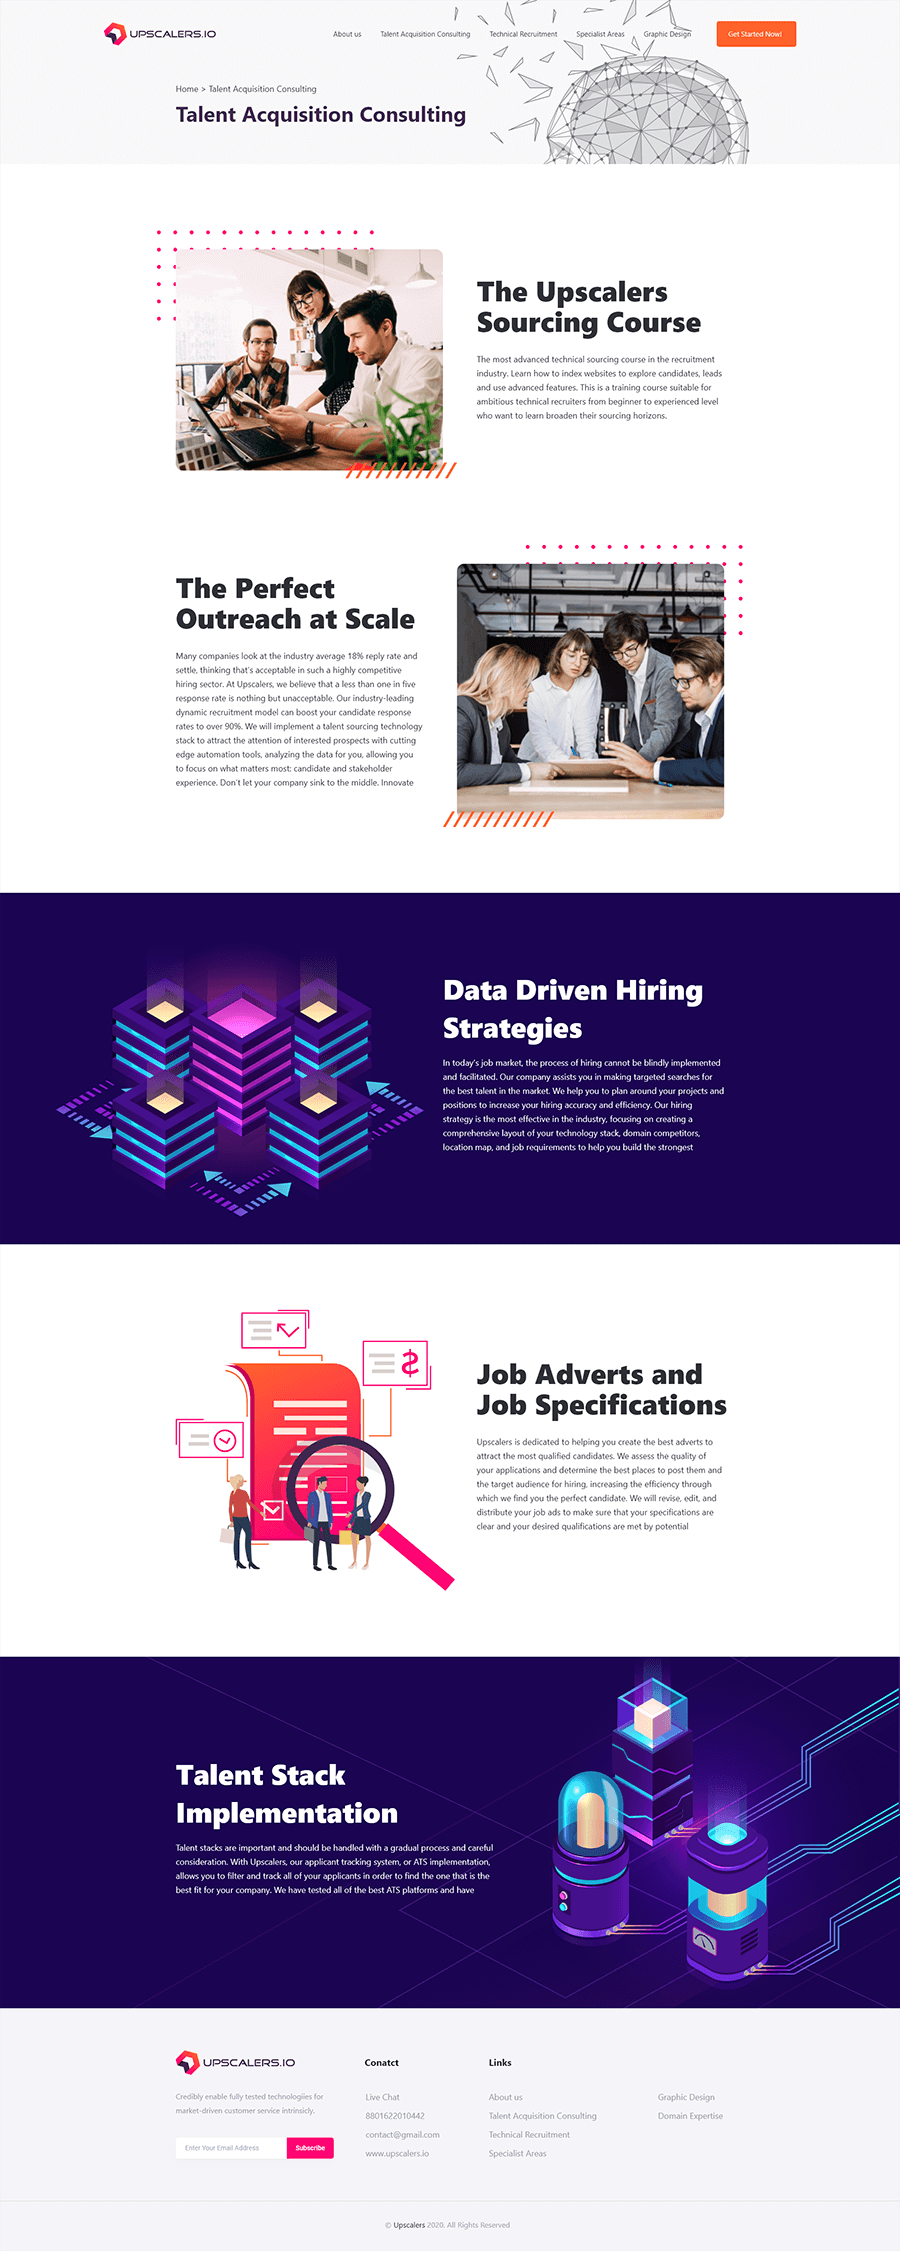 UPSCALERS.IO
About us
Talent Acquisition Consulting
Technical Recruitment
Specialist Areas
Graphic Design
Get Started Now!
Home > Talent Acquisition Consulting
Talent Acquisition Consulting
The Upscalers
Sourcing Course
The most advanced technical sourcing course in the recruitment
industry. Learn how to index websites to explore candidates, leads
and use advanced features. This is a training course suitable for
ambitious technical recruiters from beginner to experienced level
who want to learn broaden their sourcing horizons.
The Perfect
Outreach at Scale
Many companies look at the industry average 18% reply rate and
settle, thinking that's acceptable in such a highly competitive
hiring sector. At Upscalers, we believe that a less than one in five
response rate is nothing but unacceptable. Our industry-leading
dynamic recruitment model can boost your candidate response
rates to over 90%. We will implement a talent sourcing technology
stack to attract the attention of interested prospects with cutting
edge automation tools, analyzing the data for you, allowing you
to focus on what matters most: candidate and stakeholder
experience. Don't let your company sink to the middle. Innovate
Data Driven Hiring
Strategies
In today's job market, the process of hiring cannot be blindly implemented
and facilitated. Our company assists you in making targeted searches for
the best talent in the market. We help you to plan around your projects and
positions to increase your hiring accuracy and efficiency. Our hiring
strategy is the most effective in the industry, focusing on creating a
comprehensive layout of your technology stack, domain competitors,
location map, and job requirements to help you build the strongest
Job Adverts and
Job Specifications
Upscalers is dedicated to helping you create the best adverts to
attract the most qualified candidates. We assess the quality of
your applications and determine the best places to post them and
the target audience for hiring, increasing the efficiency through
which we find you the perfect candidate. We will revise, edit, and
distribute your job ads to make sure that your specifications are
clear and your desired qualifications are met by potential
Talent Stack
Implementation
Talent stacks are important and should be handled with a gradual process and careful
consideration. With Upscalers, our applicant tracking system, or ATS implementation,
allows you to filter and track all of your applicants in order to find the one that is the
best fit for your company. We have tested all of the best ATS platforms and have
UPSCALERS.IO
Credibly enable fully tested technologiies for
market-driven customer service intrinsicly.
Enter Your Email Address
Subscribe
Conatct
Live Chat
8801622010442
contact@gmail.com
www.upscalers.io
Links
About us
Talent Acquisition Consulting
Technical Recruitment
Specialist Areas
Graphic Design
Domain Expertise
© Upscalers 2020. All Rights Reserved